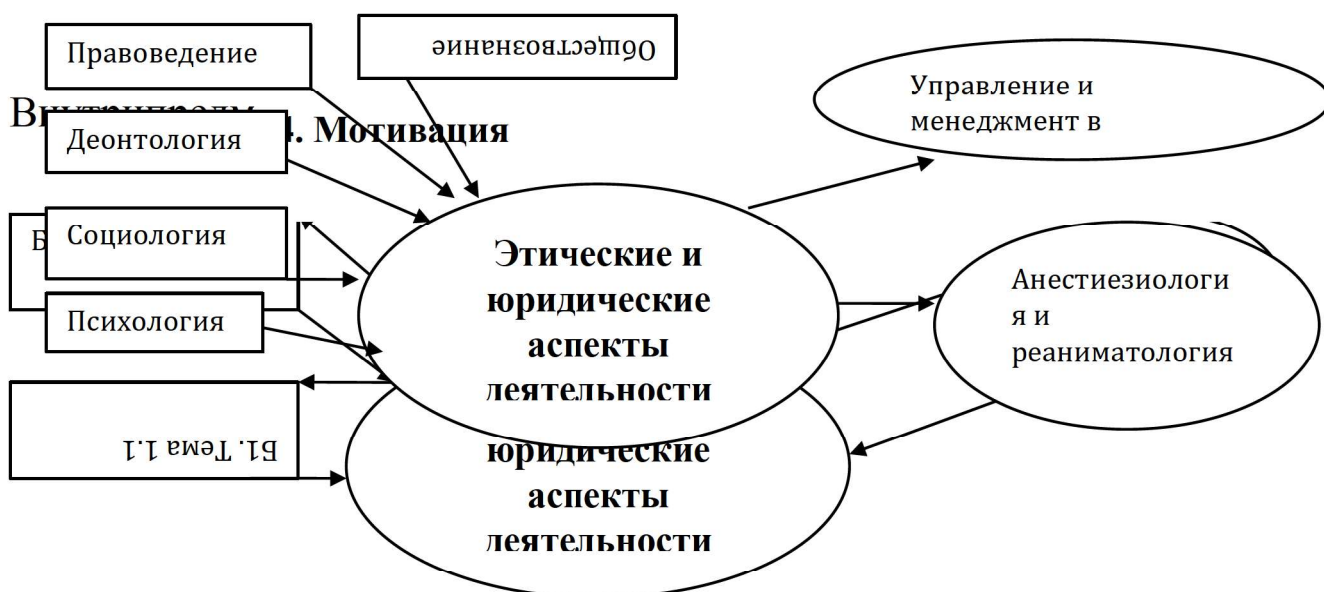 Правоведение
Обществознание
Управление и
менеджмент в
4. Мотивация
Деонтология
Социология
Этические и
юридические
аспекты
деятельности
Анестиезиологи
я и
реаниматология
Психология
Б1. Тема 1.1
юридические
аспекты
деятельности